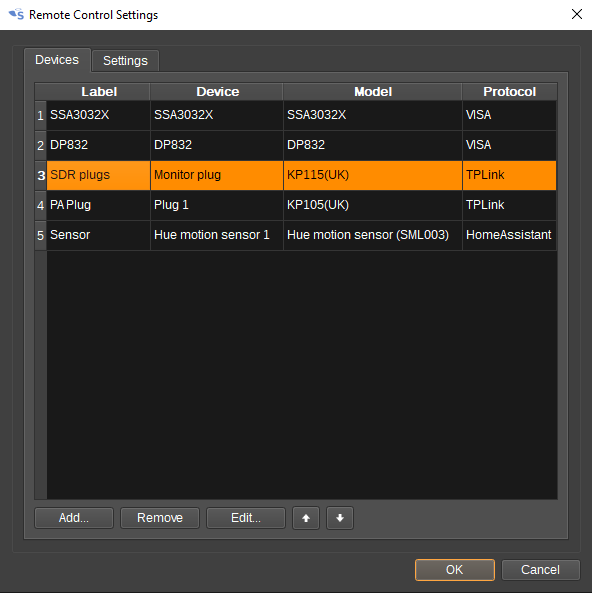 Remote Control Settings
Devices Settings
Label Device Model Protocol
1 SSA3032X SSA3032X SSA3032X VISA
2 DP832 DP832 DP832 VISA
3 SDR plugs Monitor plug KP115(UK) TPLink
4 PA Plug Plug 1 KP105(UK) TPLink
5 Sensor Hue motion sensor 1 Hue motion sensor (SML003) HomeAssistant
Add... Remove Edit...
OK Cancel